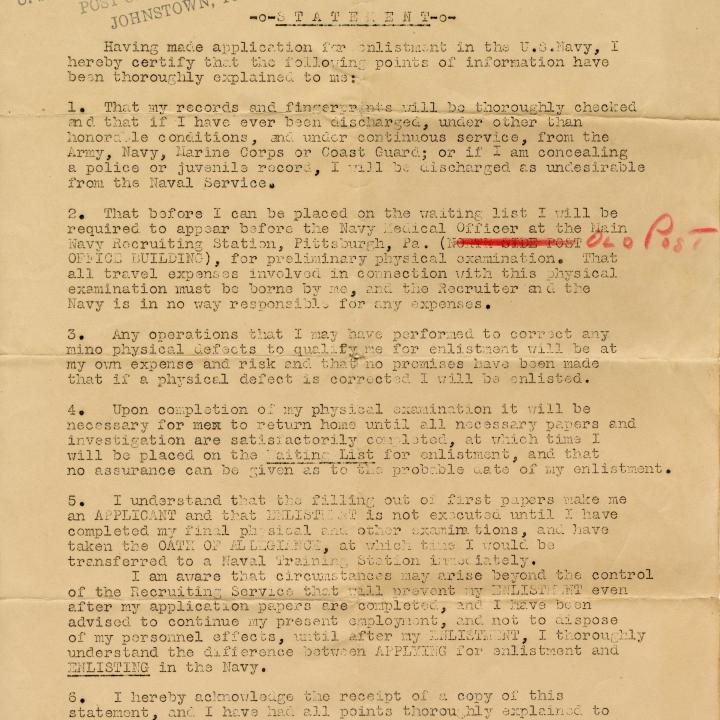 POST
JOHNSTOWN,
-o-S T A T E M E N T-o-
Having made application for enlistment in the U.S.Navy, I
hereby certify that the following points of information have
been thoroughly explained to me:
1. That my records and fingerprints will be thoroughly checked
and that if I have ever been discharged, under other than
honorable conditions, and under continuous service, from the
Army, Navy, Marine Corps or Coast Guard; or if I am concealing
a police or juvenile record, I will be discharged as undesirable
from the Naval Service.
2. That before I can be placed on the waiting list I will be
required to appear before the Navy Medical Officer at the Main
Navy Recruiting Station, Pittsburgh, Pa. (NORTH SIDE POST OLD POST
OFFICE BUILDING), for preliminary physical examination. That
all travel expenses involved in connection with this physical
examination must be borne by me, and the Recruiter and the
Navy is in no way responsible for any expenses.
3. Any operations that I may have performed to correct any
mino physical defects to qualify me for enlistment will be at
my own expense and risk and that no promises have been made
that if a physical defect is corrected I will be enlisted.
4. Upon completion of my physical examination it will be
necessary for mex to return home until all necessary papers and
investigation are satisfactorily completed, at which time I
will be placed on the Waiting List for enlistment, and that
no assurance can be given as to the probable date of my enlistment.
5. I understand that the filling out of first papers make me
an APPLICANT and that ENLISTMENT is not executed until I have
completed my final physical and other examinations, and have
taken the OATH OF ALLEGIANCE, at which time I would be
transferred to a Naval Training Station immediately.
I am aware that circumstances may arise beyond the control
of the Recruiting Service that will prevent my ENLISTMENT even
after my application papers are completed, and I have been
advised to continue my present employment, and not to dispose
of my personnel effects, until after my ENLISTMENT, I thoroughly
understand the difference between APPLYING for enlistment and
ENLISTING in the Navy.
6. I hereby acknowledge the receipt of a copy of this
statement, and I have had all points thoroughly explained to